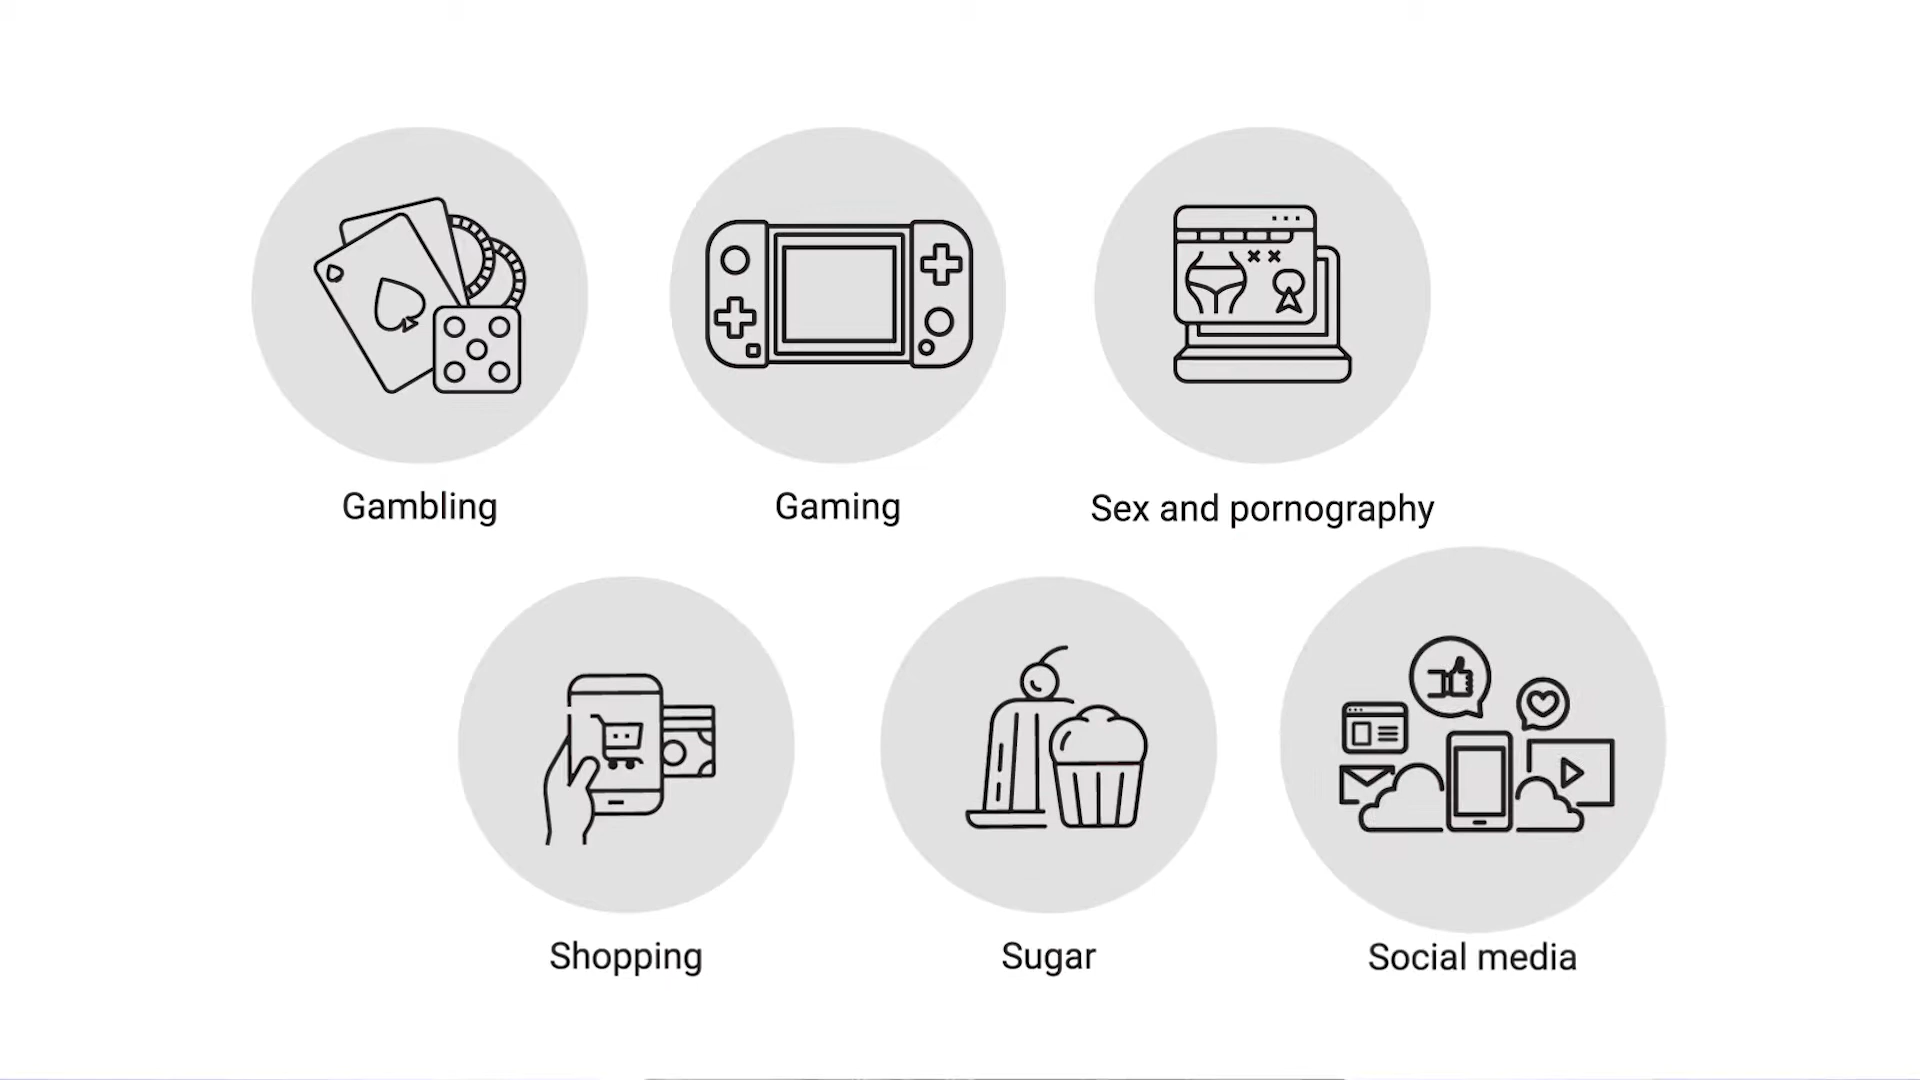 Gambling
Gaming
Sex and pornography
Shopping
Sugar
Social media